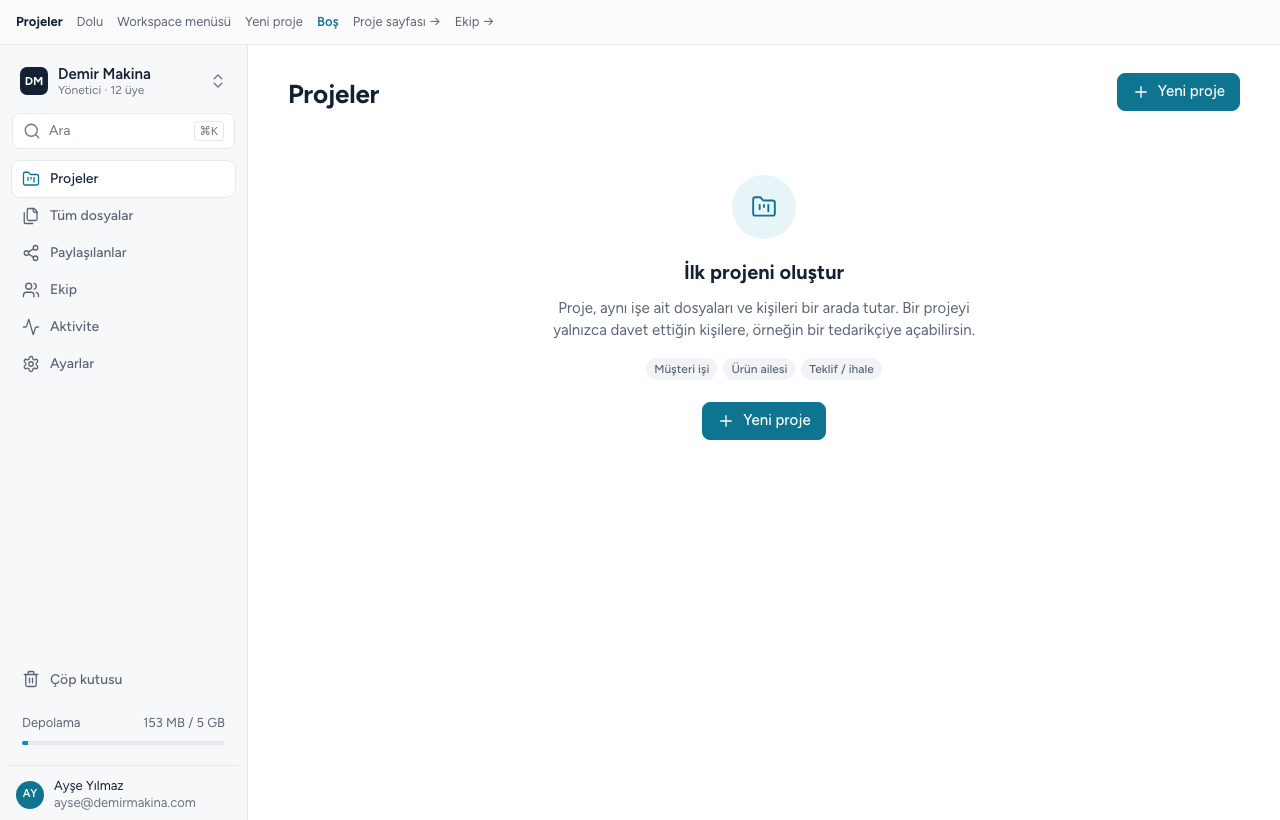 Projeler Dolu Workspace menüsü Yeni proje Boş Proje sayfası → Ekip →
DM Demir Makina
Yönetici · 12 üye
Ara ⌘K
Projeler
Tüm dosyalar
Paylaşılanlar
Ekip
Aktivite
Ayarlar
Çöp kutusu
Depolama 153 MB / 5 GB
AY Ayşe Yılmaz
ayse@demirmakina.com
Projeler
Yeni proje
İlk projeni oluştur
Proje, aynı işe ait dosyaları ve kişileri bir arada tutar. Bir projeyi
yalnızca davet ettiğin kişilere, örneğin bir tedarikçiye açabilirsin.
Müşteri işi Ürün ailesi Teklif / ihale
Yeni proje